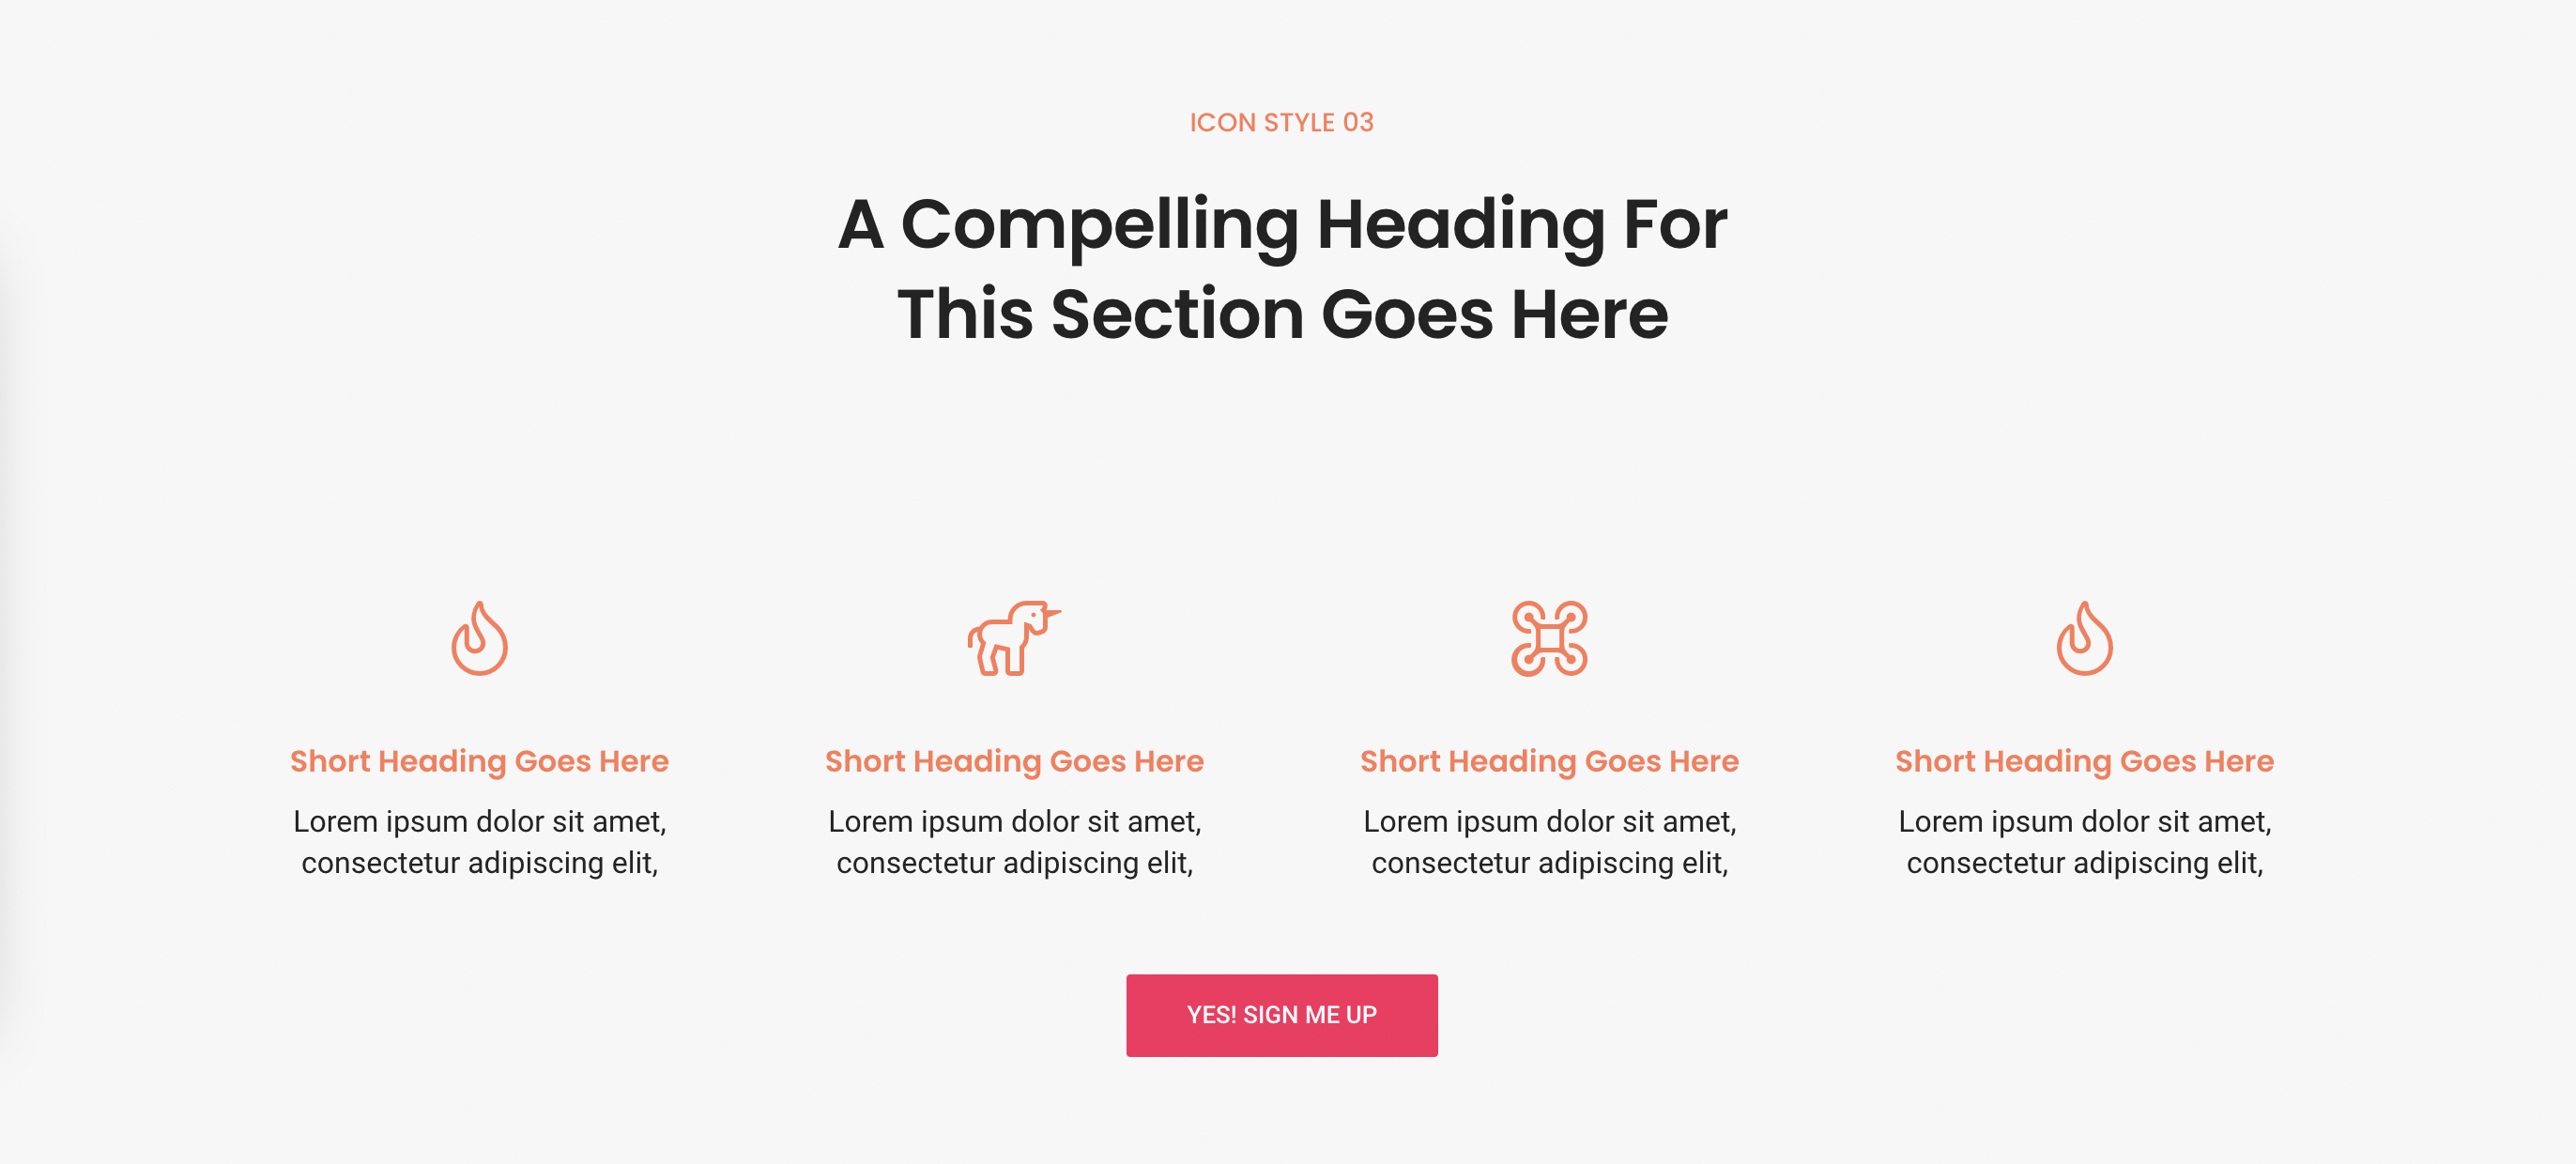 ICON STYLE 03
A Compelling Heading For
This Section Goes Here
Short Heading Goes Here
Lorem ipsum dolor sit amet,
consectetur adipiscing elit,
Short Heading Goes Here
Lorem ipsum dolor sit amet,
consectetur adipiscing elit,
Short Heading Goes Here
Lorem ipsum dolor sit amet,
consectetur adipiscing elit,
Short Heading Goes Here
Lorem ipsum dolor sit amet,
consectetur adipiscing elit,
YES! SIGN ME UP